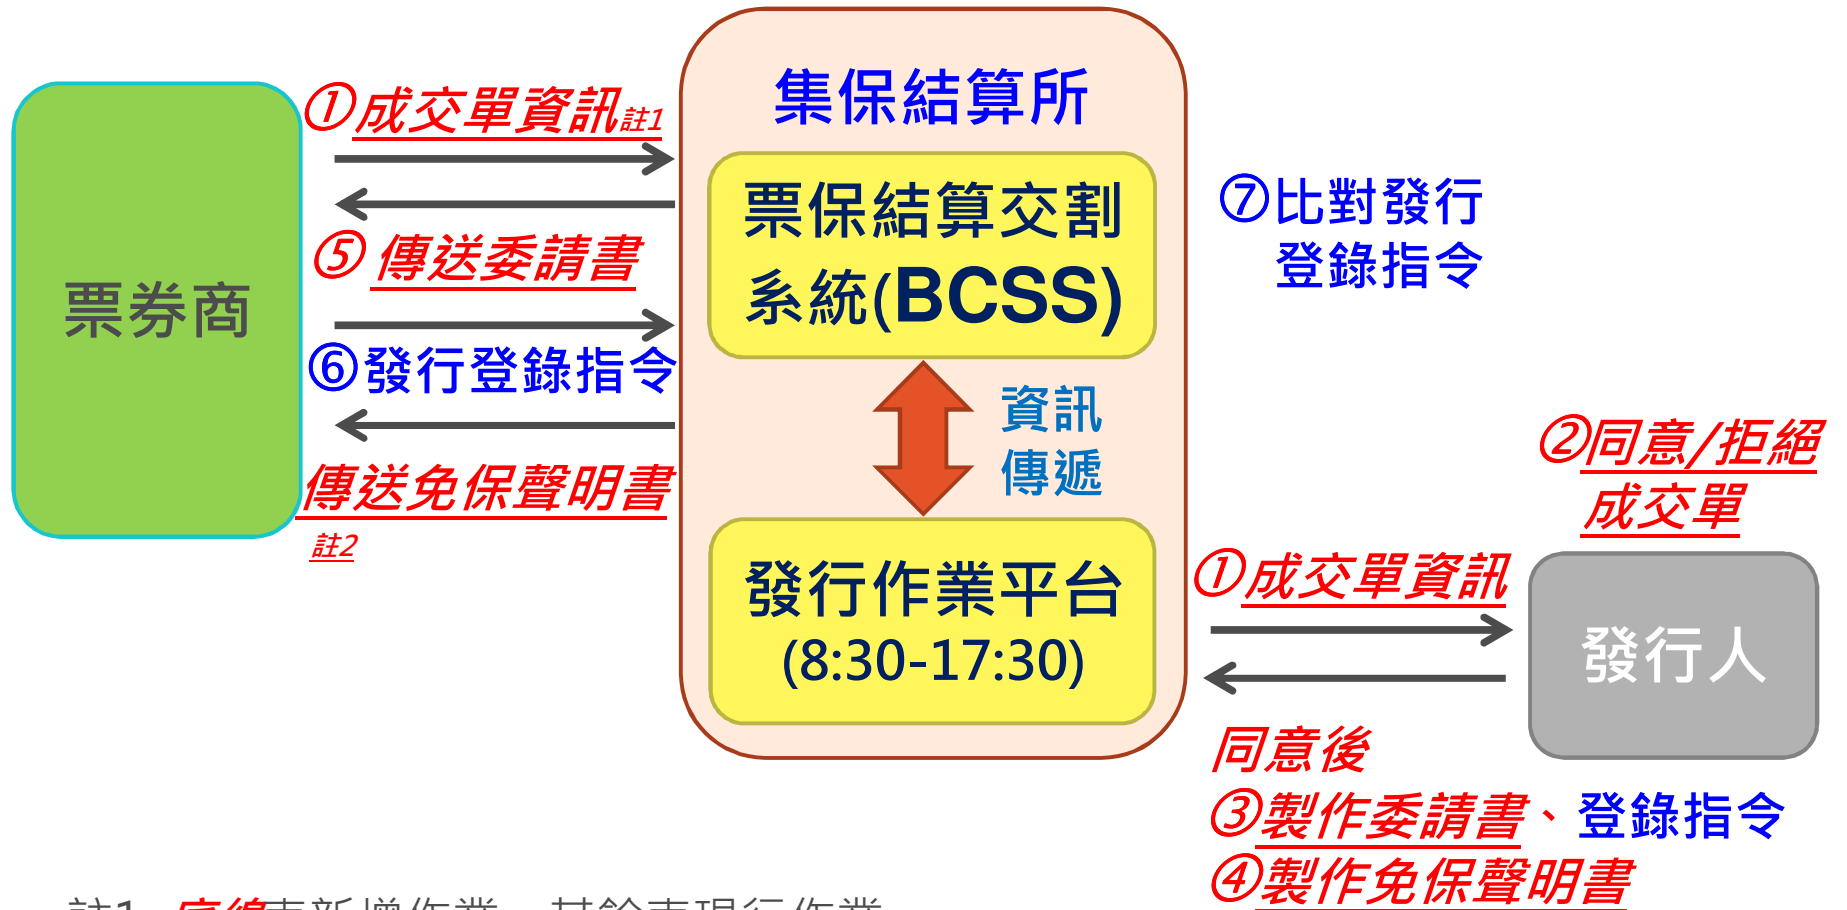 集保結算所
①成交單資訊註1
票保結算交割
系統(BCSS)
⑤傳送委請書
票券商
⑥發行登錄指令
⑦比對發行
登錄指令
資訊
傳遞
傳送免保聲明書
註2
②同意/拒絕
成交單
發行作業平台
(8:30-17:30)
①成交單資訊
發行人
同意後
③製作委請書、登錄指令
④製作免保聲明書